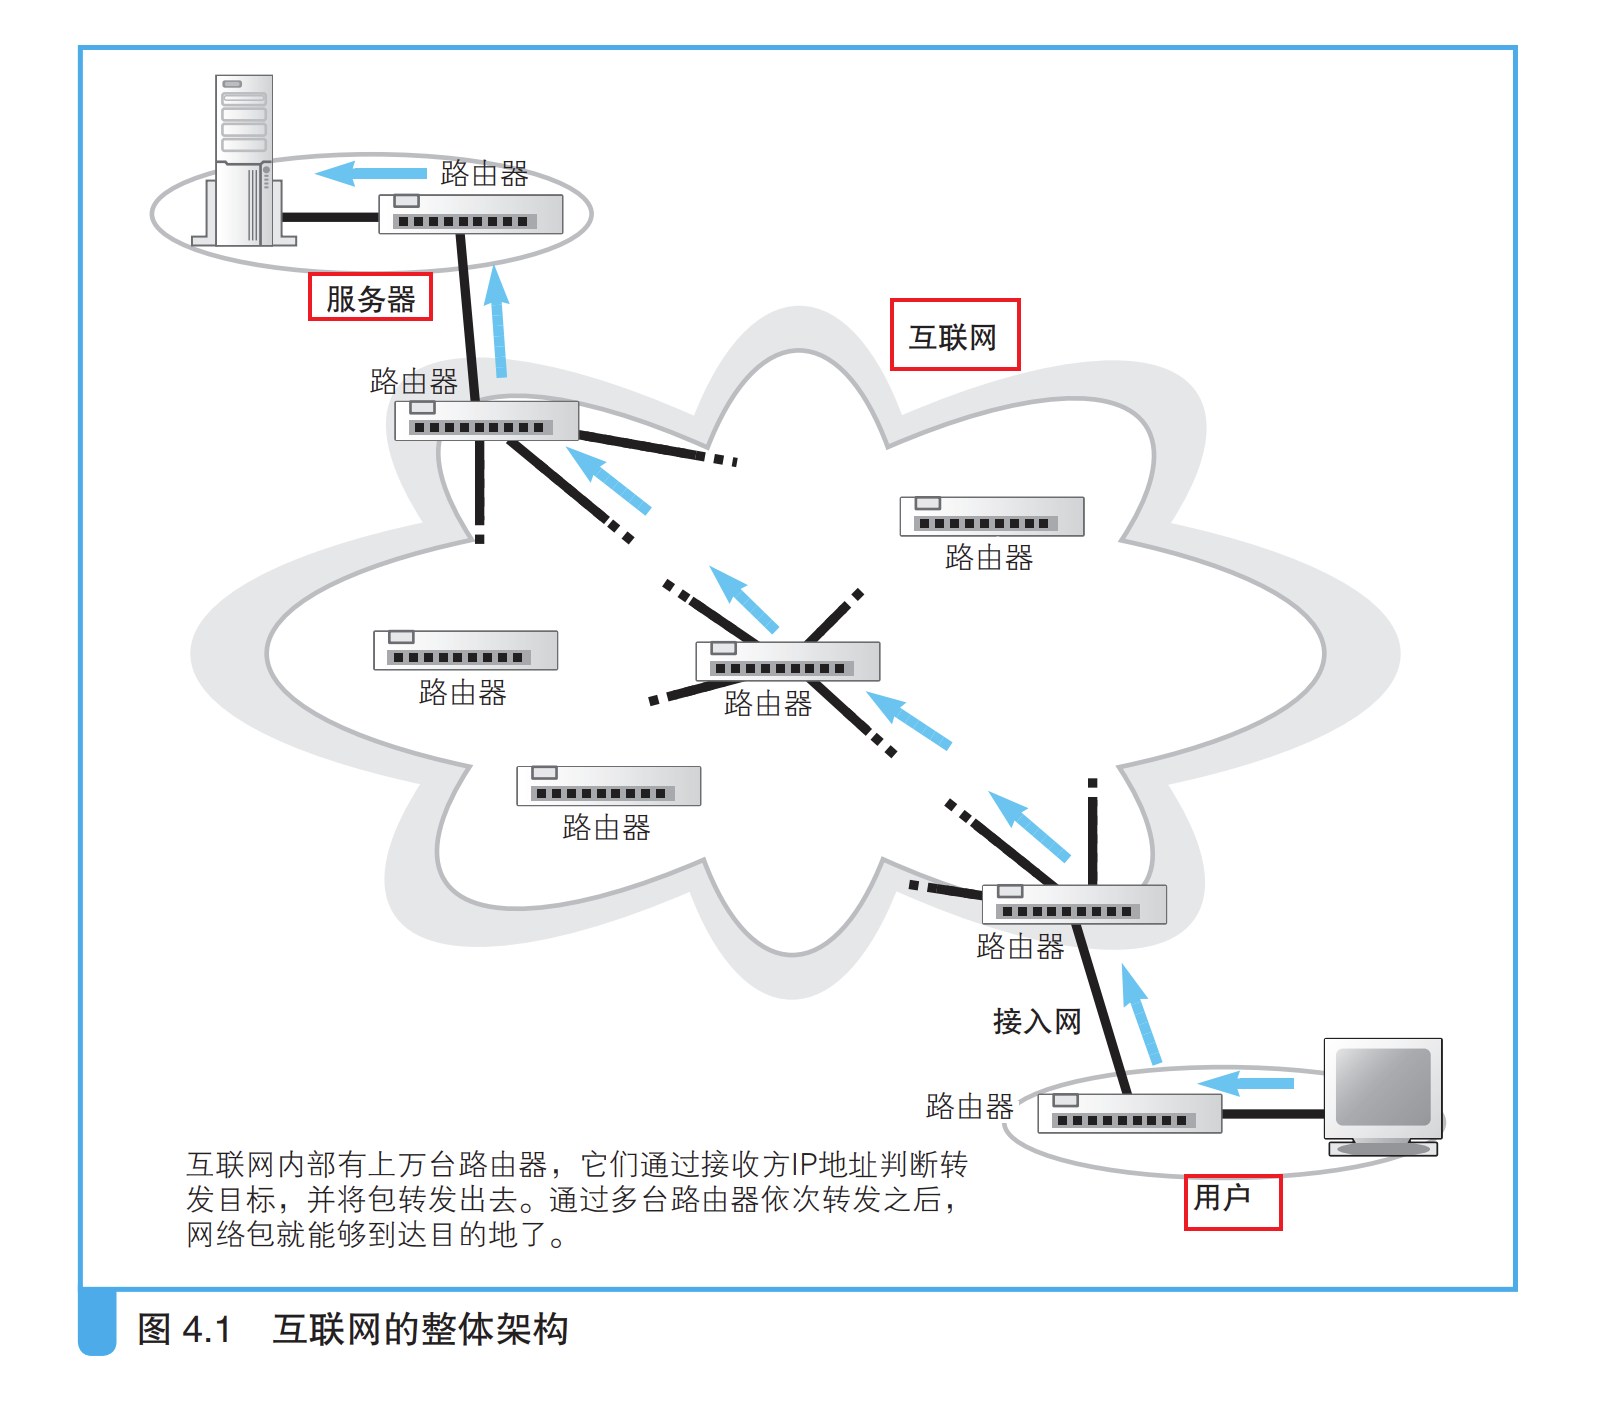 路由器
服务器
互联网
路由器
路由器
路由器
路由器
路由器
路由器
接入网
路由器
用户
互联网内部有上万台路由器，它们通过接收方IP地址判断转
发目标，并将包转发出去。通过多台路由器依次转发之后，
网络包就能够到达目的地了。
图 4.1 互联网的整体架构